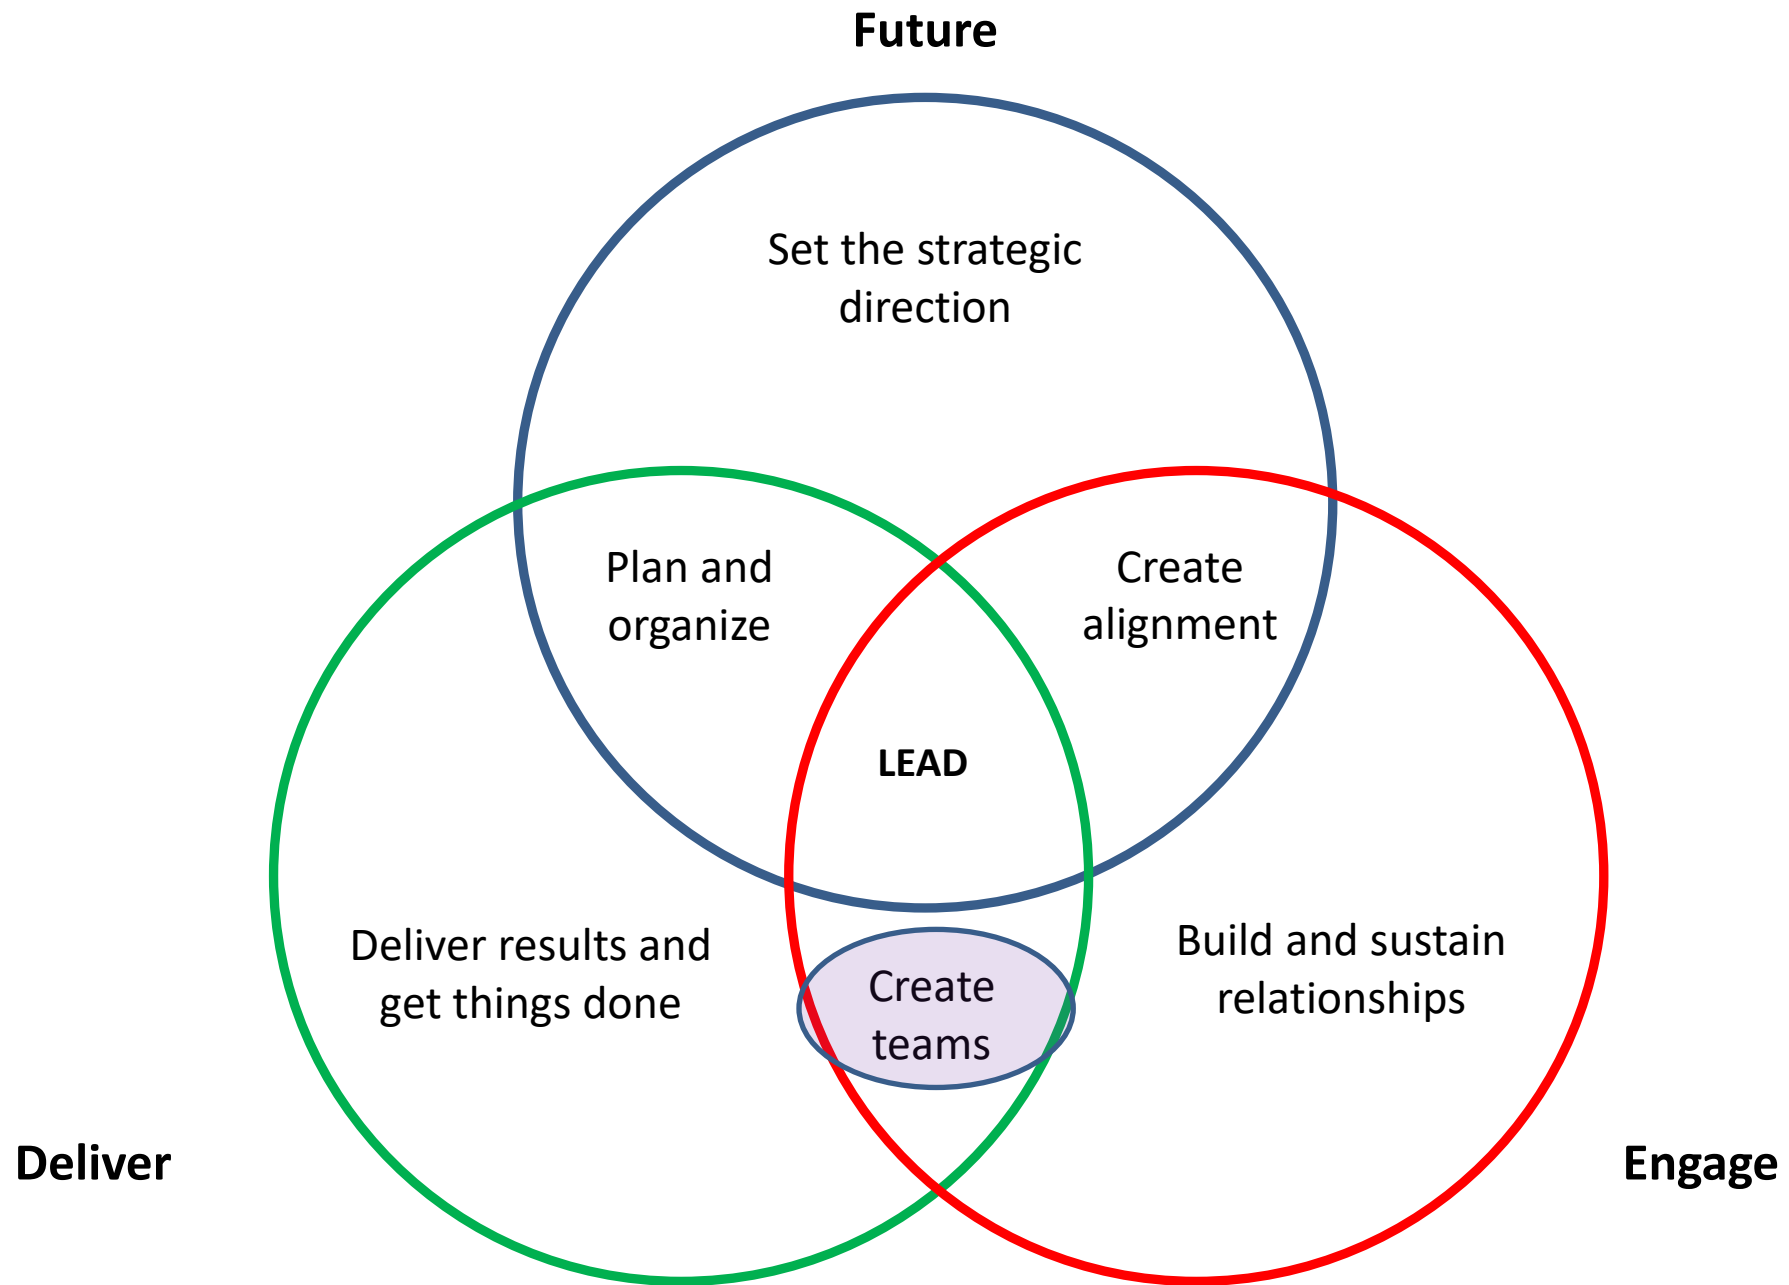 Future
Set the strategic
direction
Plan and
organize
Create
alignment
LEAD
Deliver results and
get things done
Create
teams
Build and sustain
relationships
Deliver
Engage